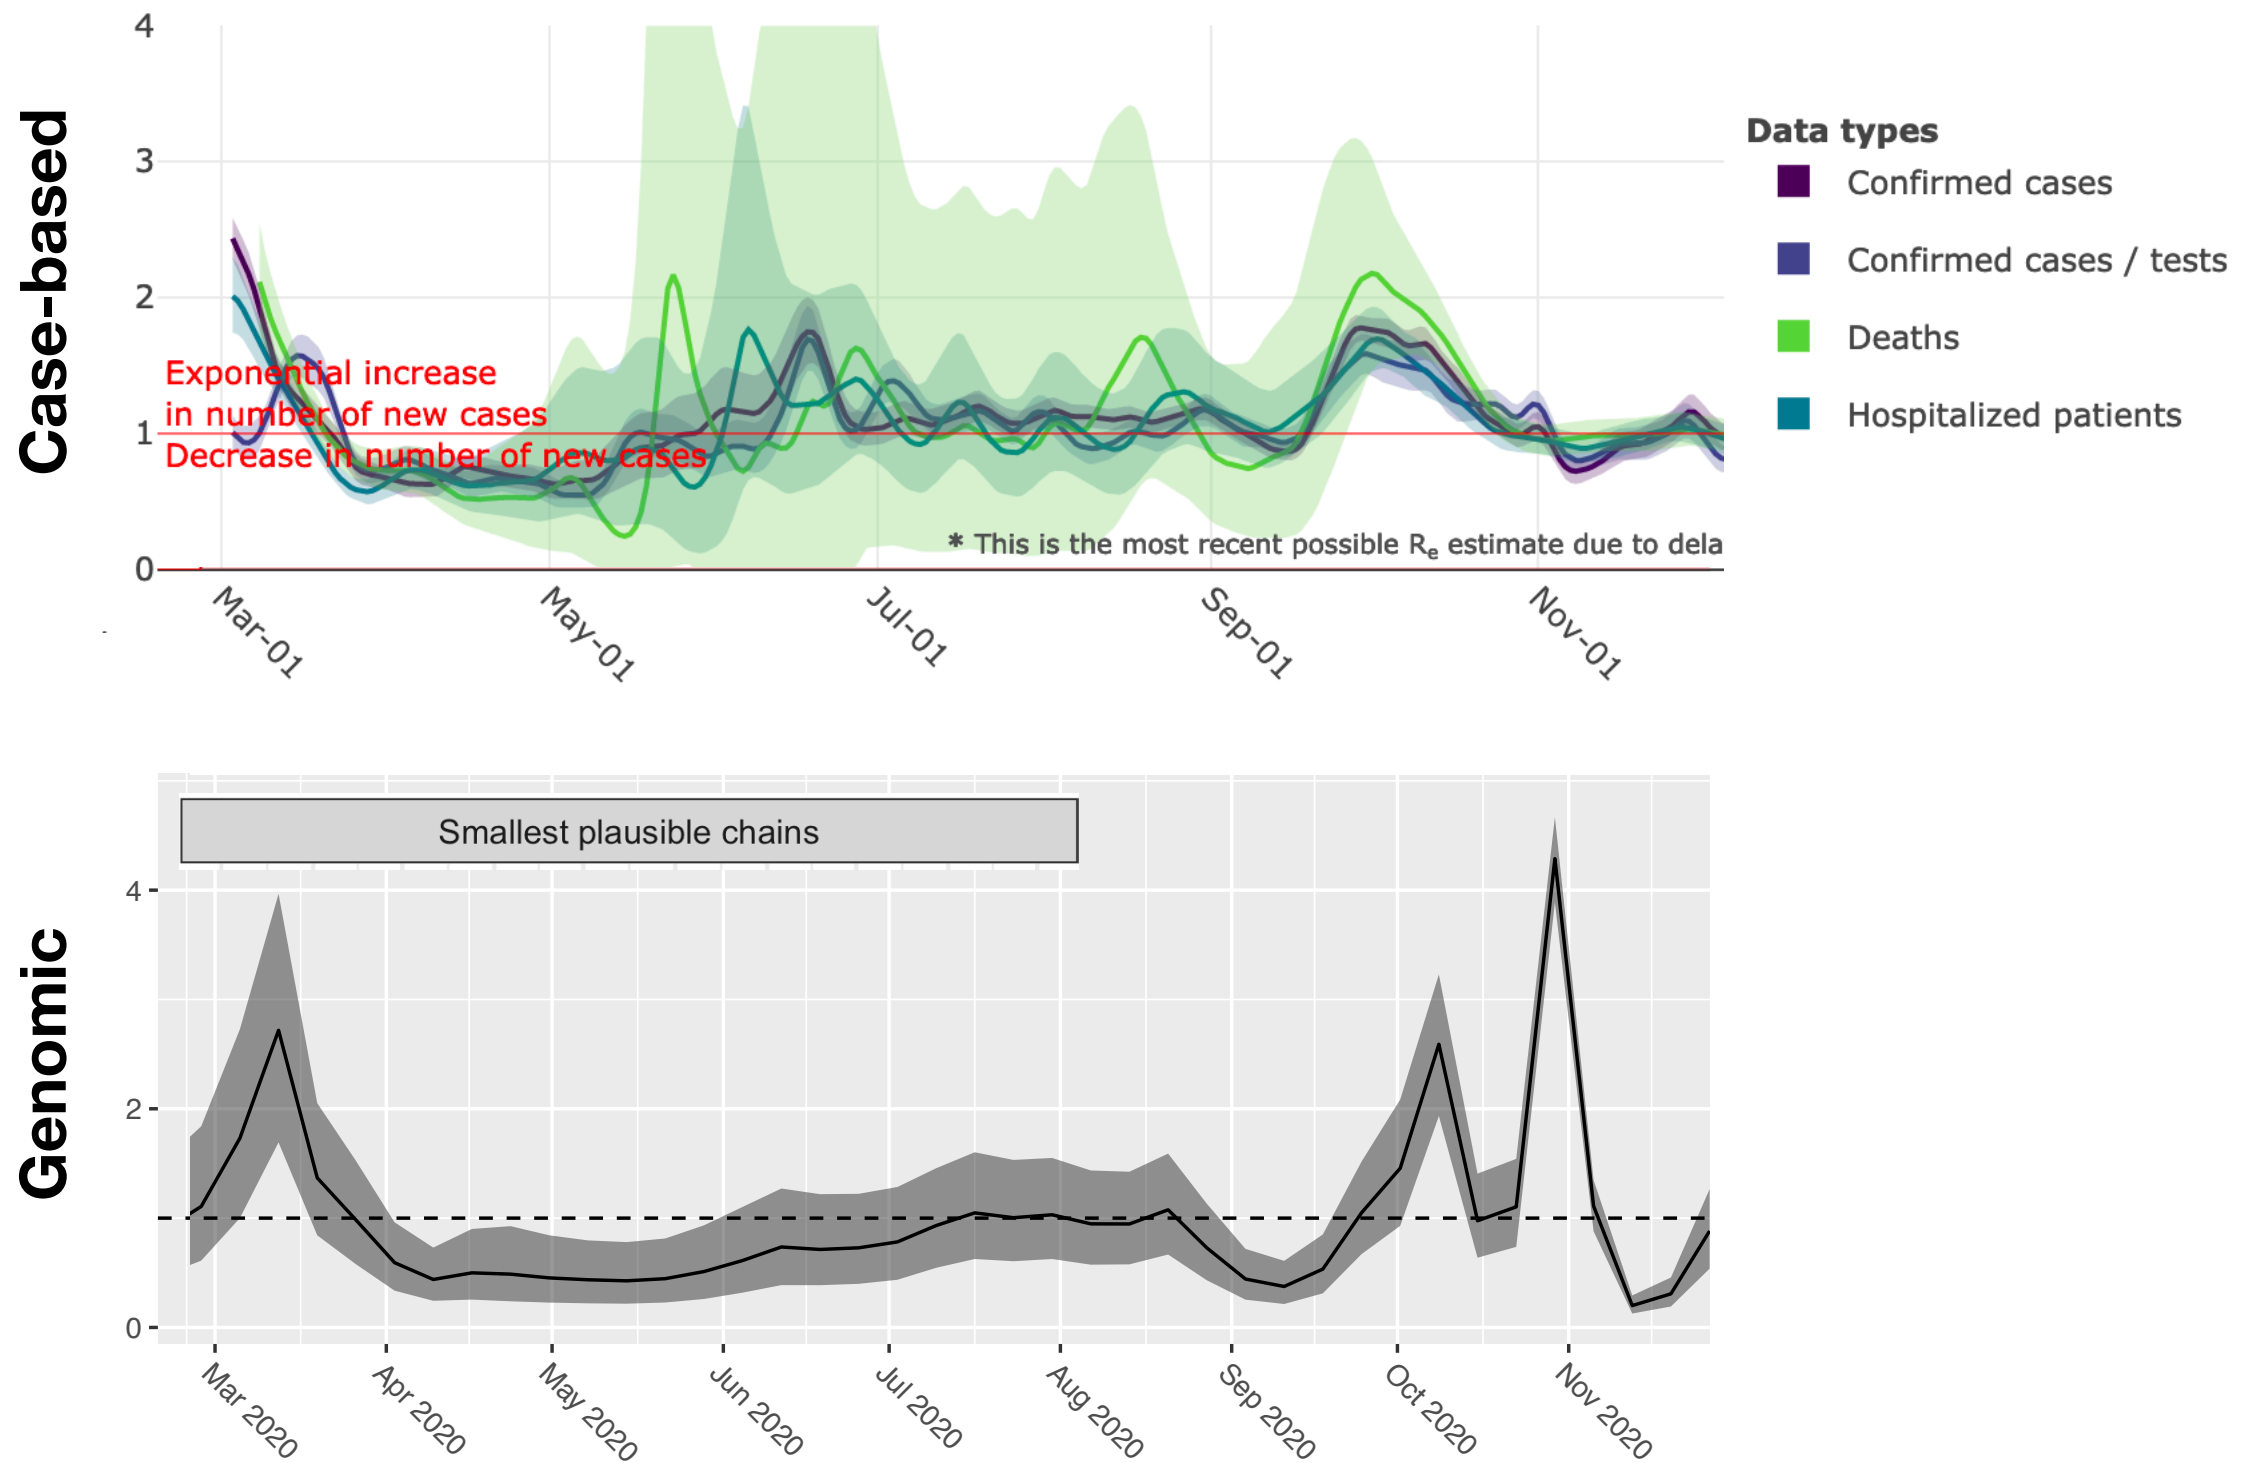 Case-based
4
3
2
1
0
Exponential increase
in number of new cases
Decrease in number of new cases
* This is the most recent possible Re estimate due to dela
Mar-01
May-01
Jul-01
Sep-01
Nov-01
Data types
Confirmed cases
Confirmed cases / tests
Deaths
Hospitalized patients
Genomic
Smallest plausible chains
4
2
0
Mar 2020
Apr 2020
May 2020
Jun 2020
Jul 2020
Aug 2020
Sep 2020
Oct 2020
Nov 2020